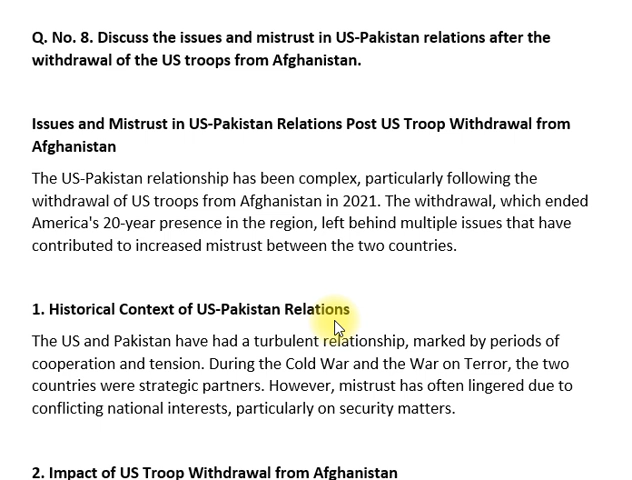 Q. No. 8. Discuss the issues and mistrust in US-Pakistan relations after the
withdrawal of the US troops from Afghanistan.
Issues and Mistrust in US-Pakistan Relations Post US Troop Withdrawal from
Afghanistan
The US-Pakistan relationship has been complex, particularly following the
withdrawal of US troops from Afghanistan in 2021. The withdrawal, which ended
America's 20-year presence in the region, left behind multiple issues that have
contributed to increased mistrust between the two countries.
1. Historical Context of US-Pakistan Relations
The US and Pakistan have had a turbulent relationship, marked by periods of
cooperation and tension. During the Cold War and the War on Terror, the two
countries were strategic partners. However, mistrust has often lingered due to
conflicting national interests, particularly on security matters.
2. Impact of US Troop Withdrawal from Afghanistan